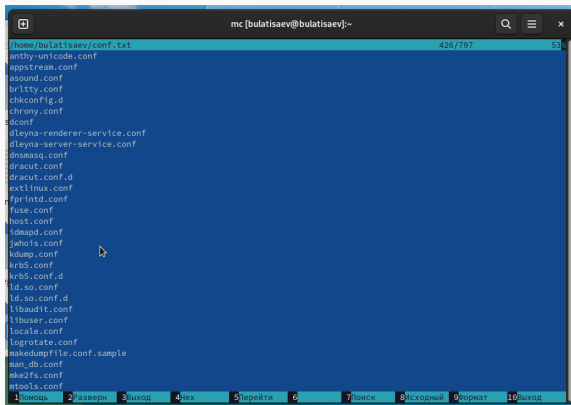 mc [bulatisaev@bulatisaev]:~
/home/bulatisaev/conf.txt 426/797 53%
anthy-unicode.conf
appstream.conf
asound.conf
brltty.conf
chkconfig.d
chrony.conf
dconf
dleyna-renderer-service.conf
dleyna-server-service.conf
dnsmasq.conf
dracut.conf
dracut.conf.d
extlinux.conf
fprintd.conf
fuse.conf
host.conf
idmapd.conf
jwhois.conf
kdump.conf
krb5.conf
krb5.conf.d
ld.so.conf
ld.so.conf.d
libaudit.conf
libuser.conf
locale.conf
logrotate.conf
makedumpfile.conf.sample
man_db.conf
mke2fs.conf
mtools.conf
1Помощь 2Разверн 3Выход 4Hex 5Перейти 6 7Поиск 8Исходный 9Формат 10Выход